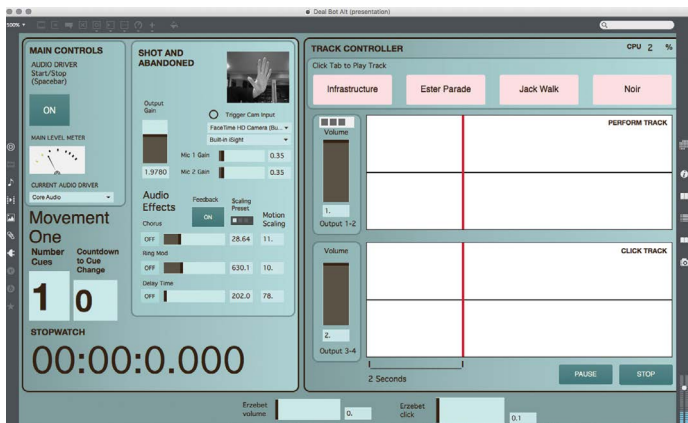 Deal Bot Alt (presentation)
100%
MAIN CONTROLS
AUDIO DRIVER
Start/Stop
(Spacebar)
ON
MAIN LEVEL METER
CURRENT AUDIO DRIVER
Core Audio
Movement
One
Number
Cues
Countdown
to Cue
Change
1
0
STOPWATCH
00:00:0.000
SHOT AND
ABANDONED
Output
Gain
1.9780
Trigger Cam Input
FaceTime HD Camera (Bu...
Built-in iSight
Mic 1 Gain
0.35
Mic 2 Gain
0.35
Audio
Effects
Feedback
ON
Scaling
Preset
Motion
Scaling
Chorus
OFF
28.64
11.
Ring Mod
OFF
630.1
10.
Delay Time
OFF
202.0
78.
TRACK CONTROLLER
CPU 2 %
Click Tab to Play Track
Infrastructure
Ester Parade
Jack Walk
Noir
Volume
1.
Output 1-2
PERFORM TRACK
Volume
2.
Output 3-4
CLICK TRACK
2 Seconds
PAUSE
STOP
Erzebet
volume
0.
Erzebet
click
0.1